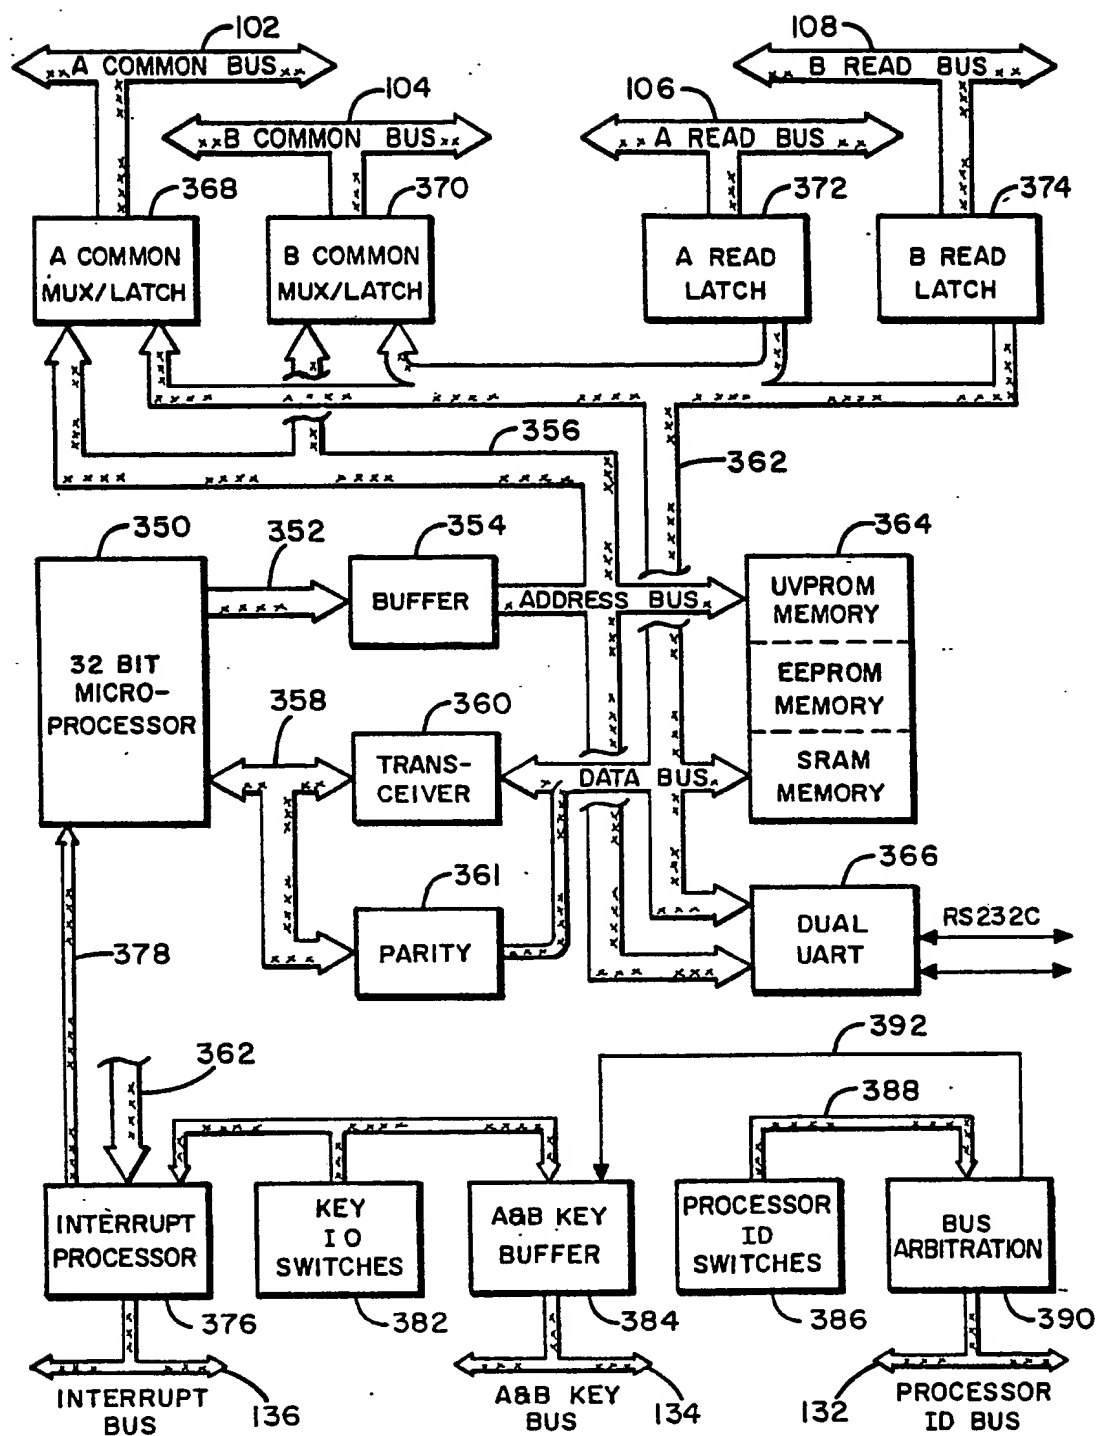 102
108
A COMMON BUS
B READ BUS
104
106
B COMMON BUS
A READ BUS
368
370
372
374
A COMMON
MUX/LATCH
B COMMON
MUX/LATCH
A READ
LATCH
B READ
LATCH
356
362
350
352
354
364
32 BIT
MICRO-
PROCESSOR
BUFFER
ADDRESS BUS
UVPROM
MEMORY
EEPROM
MEMORY
SRAM
MEMORY
358
360
TRANS-
CEIVER
DATA BUS
361
366
PARITY
DUAL
UART
RS232C
378
362
392
388
INTERRUPT
PROCESSOR
KEY
IO
SWITCHES
A&B KEY
BUFFER
PROCESSOR
ID
SWITCHES
BUS
ARBITRATION
376
382
384
386
390
136
134
132
INTERRUPT
BUS
A&B KEY
BUS
PROCESSOR
ID BUS